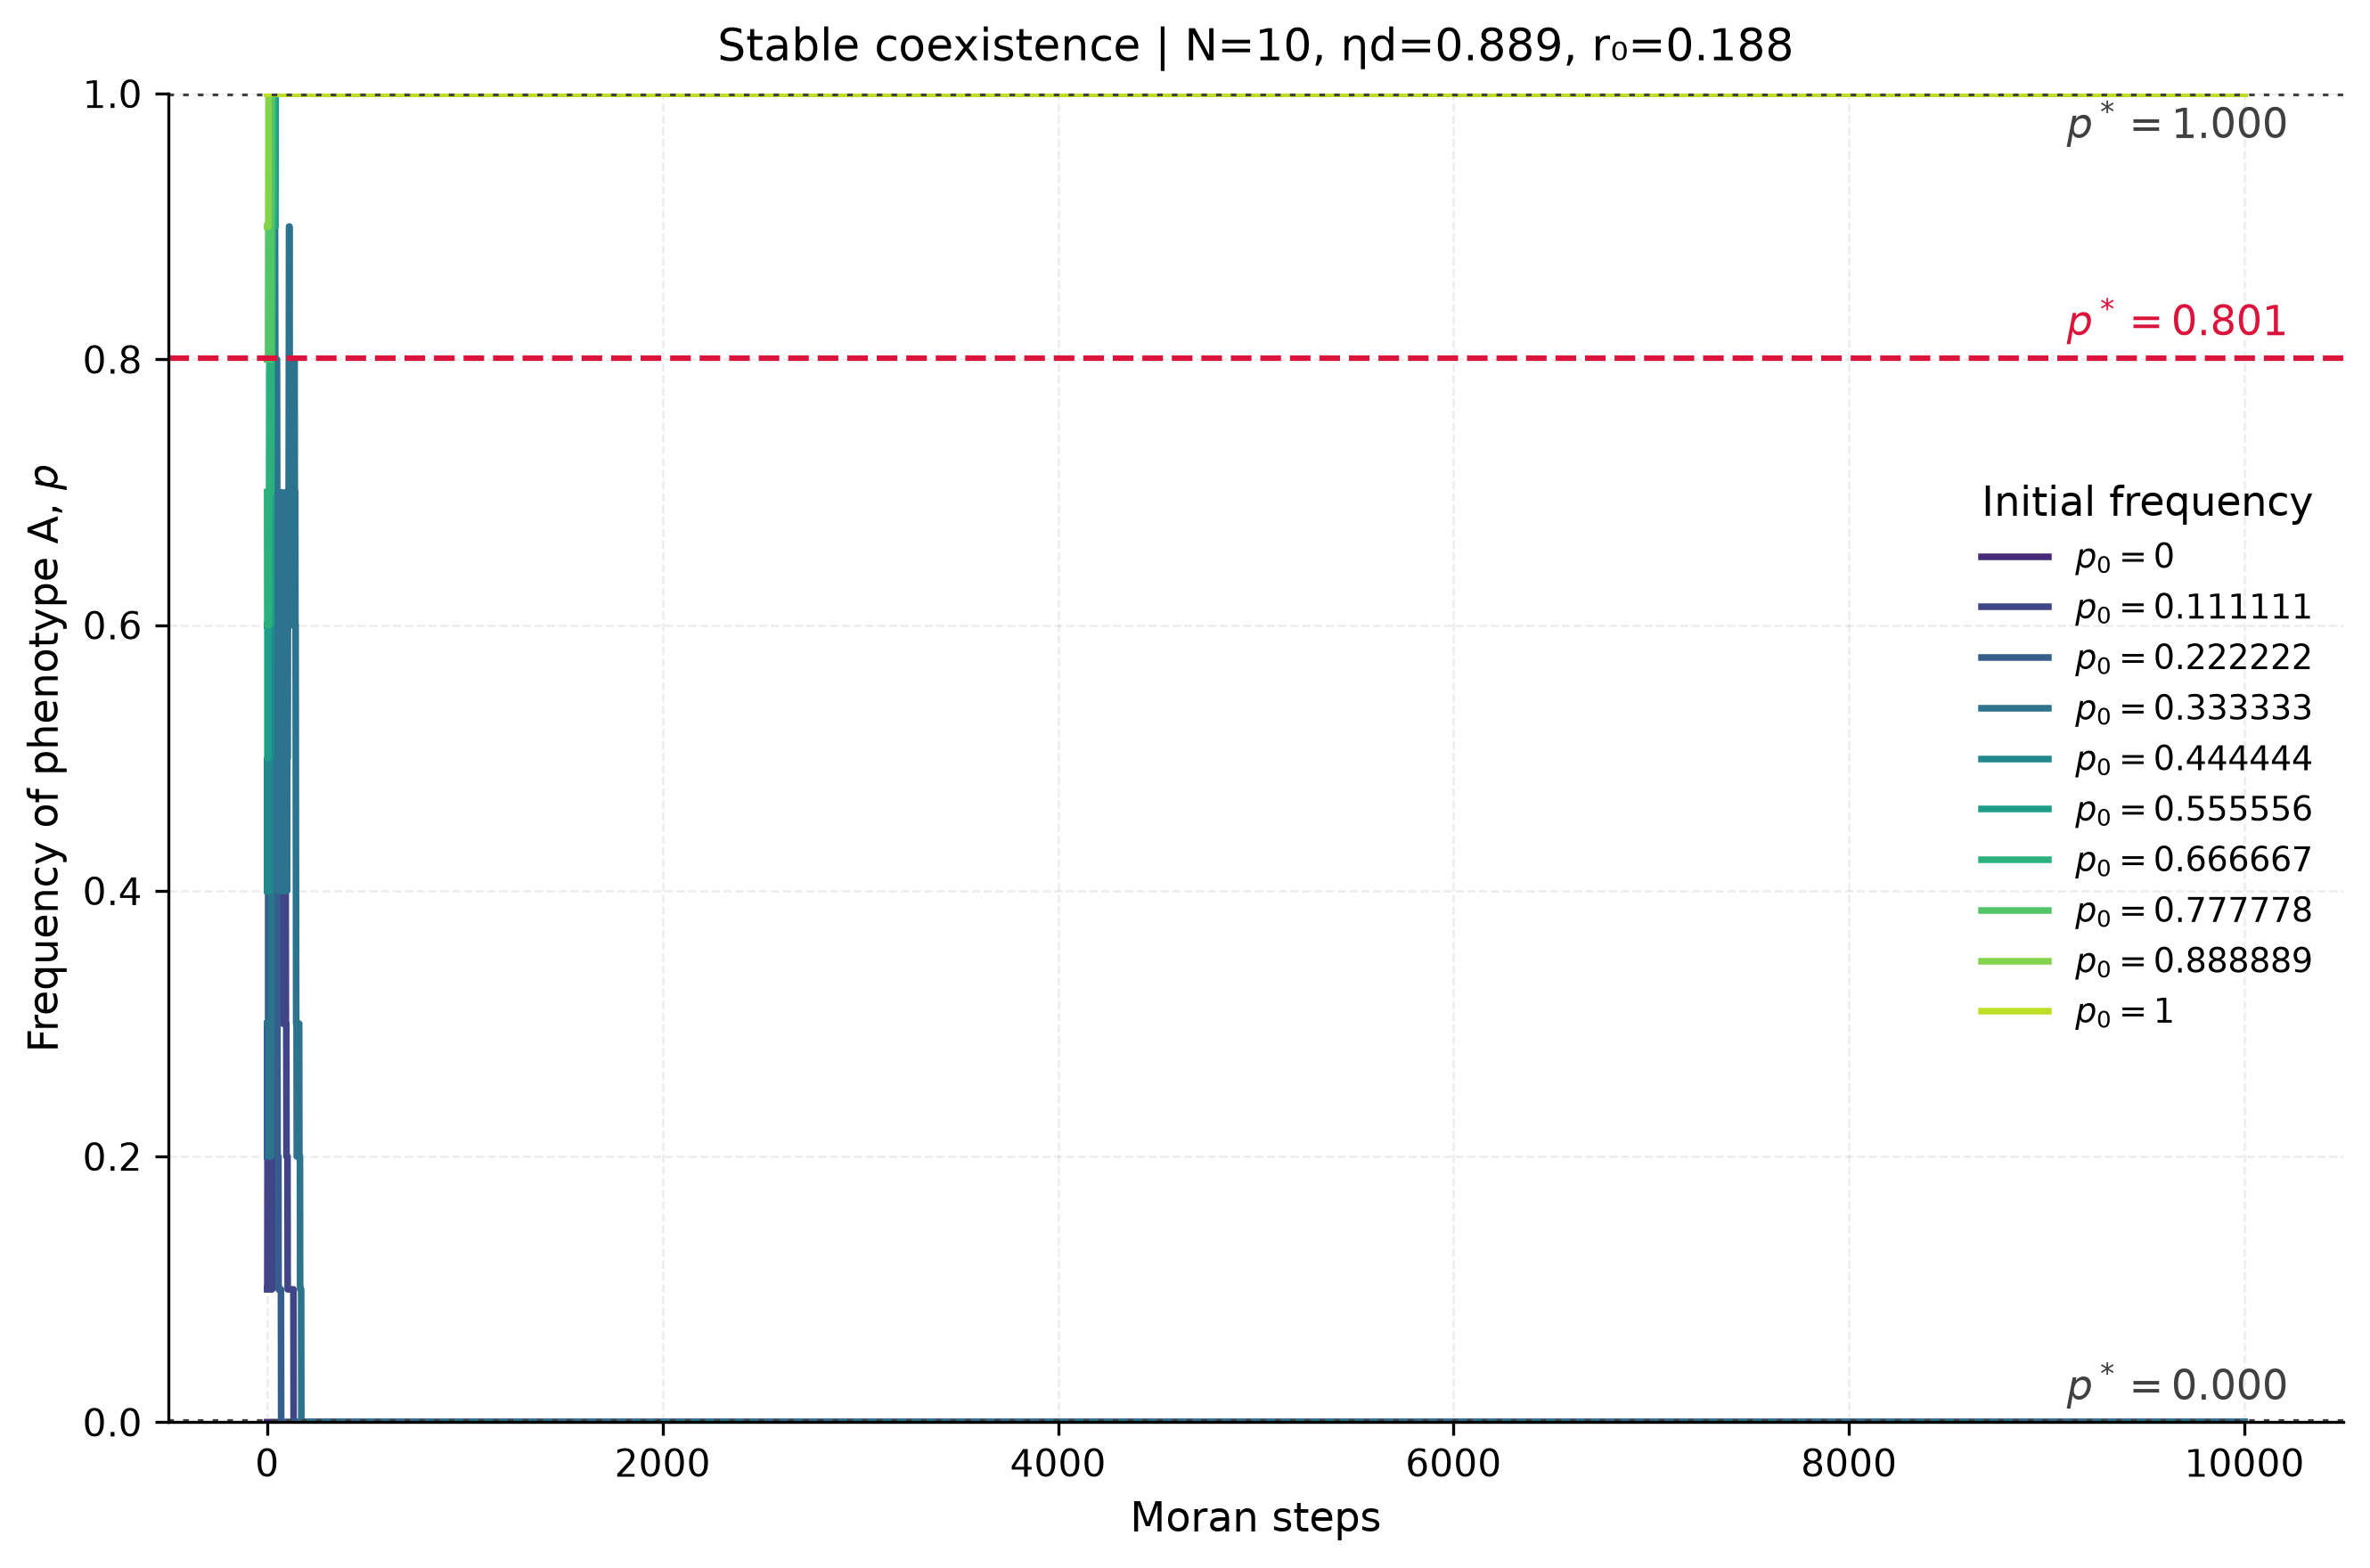 Stable coexistence | N=10, ηd=0.889, r₀=0.188
1.0
0.8
0.6
0.4
0.2
0.0
Frequency of phenotype A, p
p* = 1.000
p* = 0.801
Initial frequency
p₀ = 0
p₀ = 0.111111
p₀ = 0.222222
p₀ = 0.333333
p₀ = 0.444444
p₀ = 0.555556
p₀ = 0.666667
p₀ = 0.777778
p₀ = 0.888889
p₀ = 1
p* = 0.000
0 2000 4000 6000 8000 10000
Moran steps